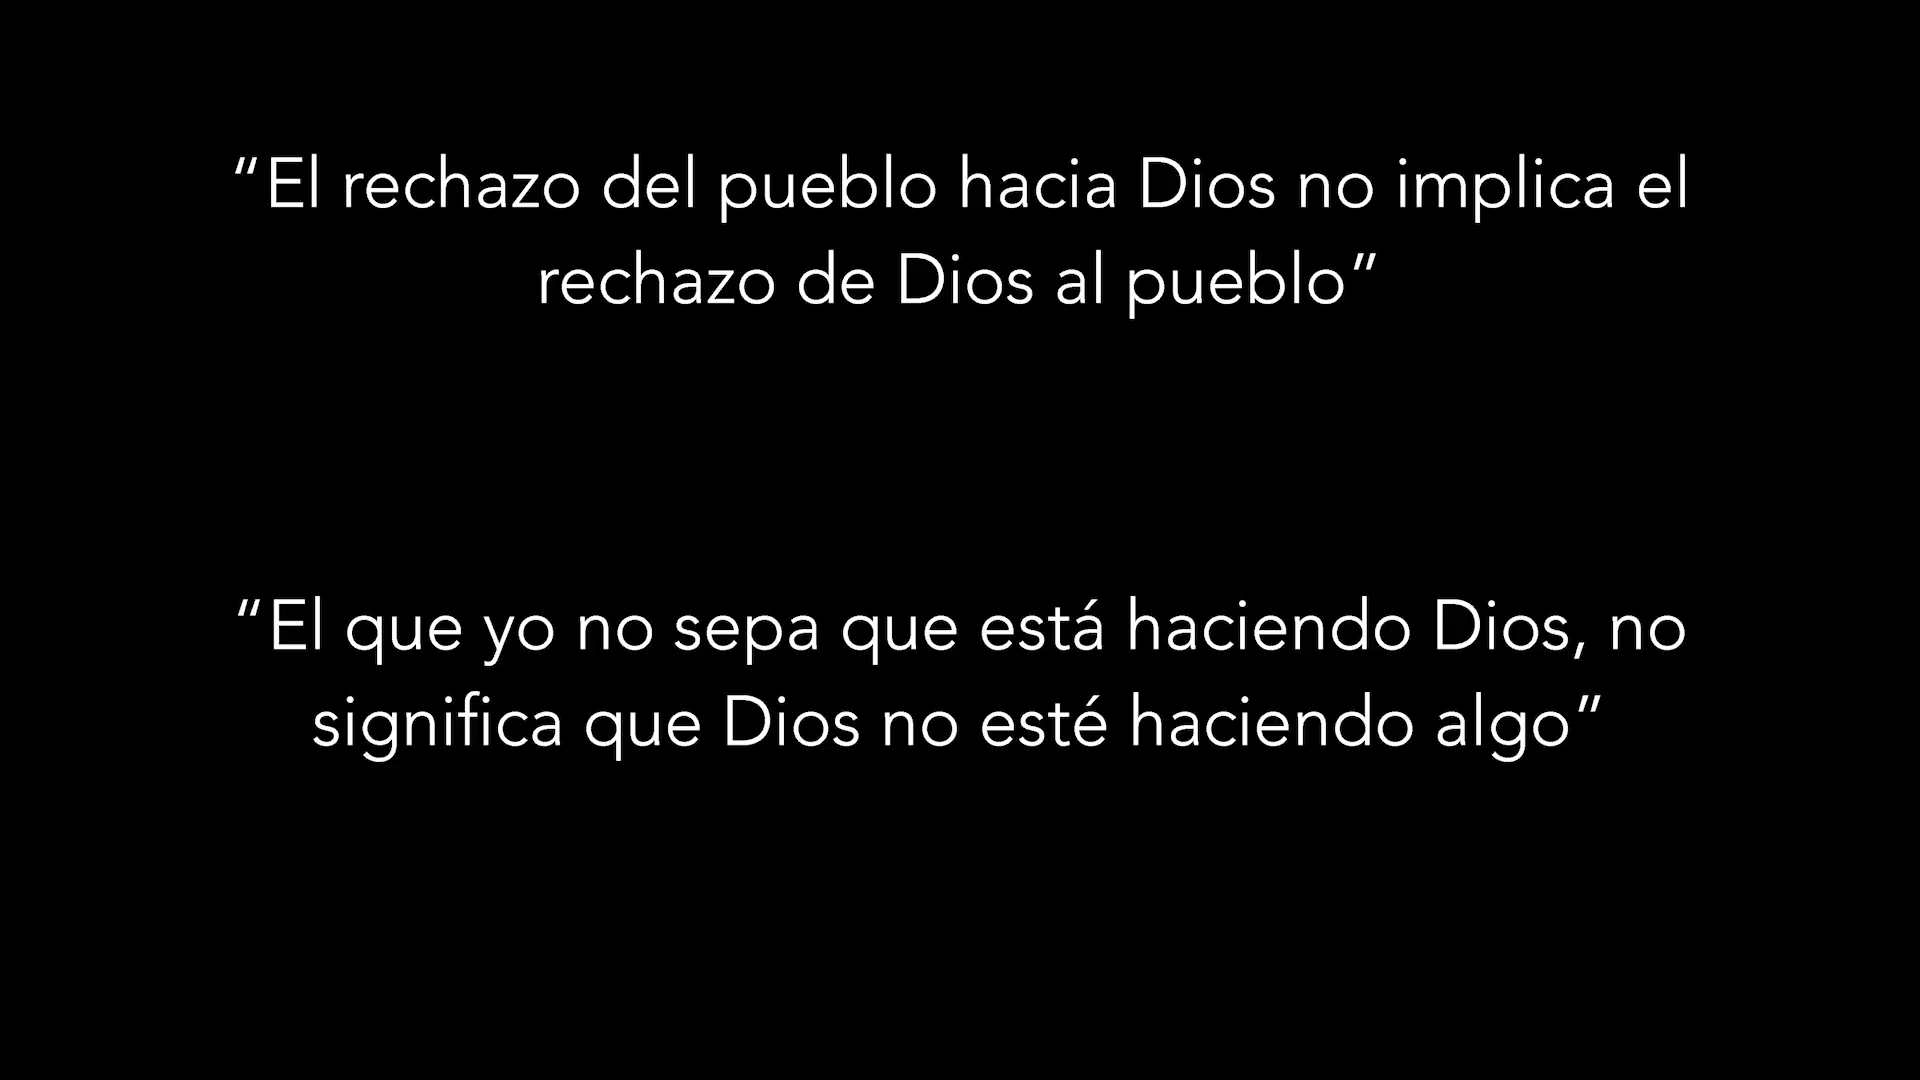 “El rechazo del pueblo hacia Dios no implica el
rechazo de Dios al pueblo”
“El que yo no sepa que está haciendo Dios, no
significa que Dios no esté haciendo algo”